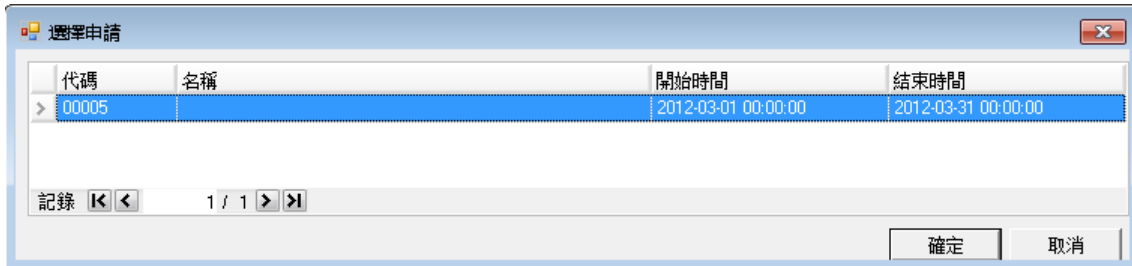 選擇申請
代碼 名稱 開始時間 結束時間
00005 2012-03-01 00:00:00 2012-03-31 00:00:00
記錄 1 / 1
確定 取消